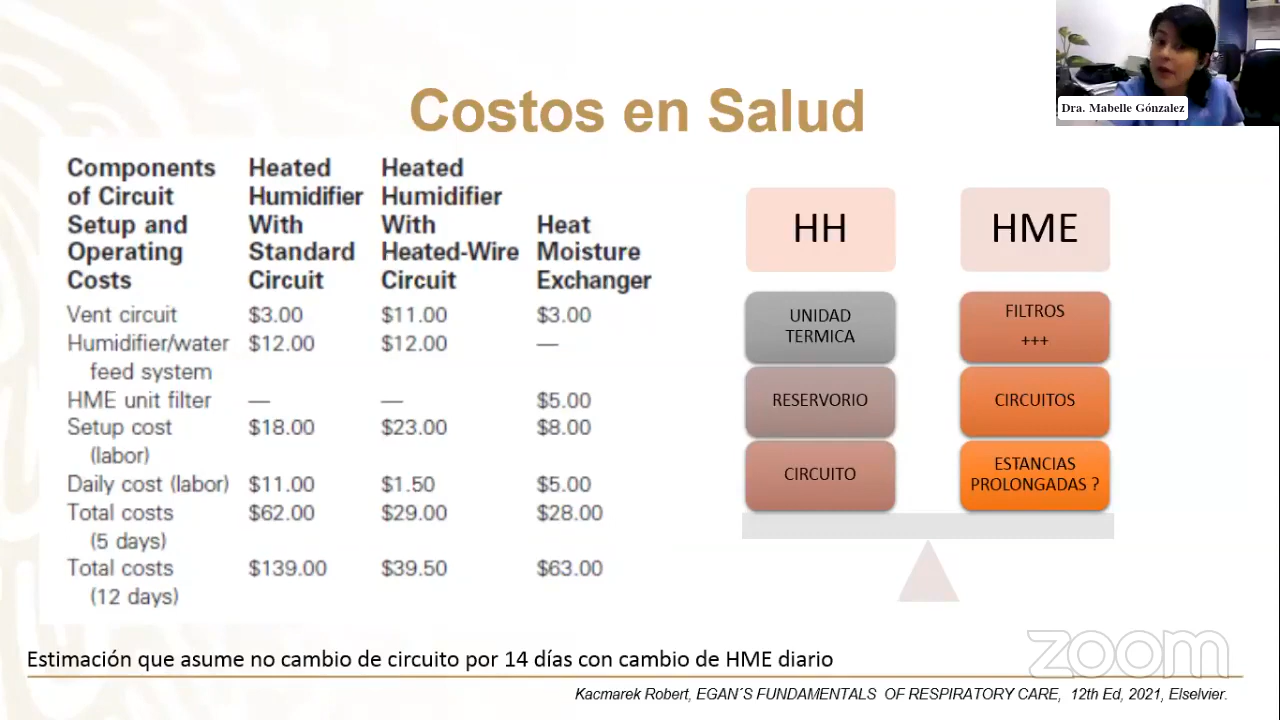 Dra. Mabelle Gónzalez
Costos en Salud
Components of Circuit Setup and Operating Costs
Heated Humidifier With Standard Circuit
Heated Humidifier With Heated-Wire Circuit
Heat Moisture Exchanger
Vent circuit $3.00 $11.00 $3.00
Humidifier/water feed system $12.00 $12.00 —
HME unit filter — — $5.00
Setup cost (labor) $18.00 $23.00 $8.00
Daily cost (labor) $11.00 $1.50 $5.00
Total costs (5 days) $62.00 $29.00 $28.00
Total costs (12 days) $139.00 $39.50 $63.00
HH
UNIDAD
TERMICA
RESERVORIO
CIRCUITO
HME
FILTROS
+++
CIRCUITOS
ESTANCIAS
PROLONGADAS ?
zoom
Estimación que asume no cambio de circuito por 14 días con cambio de HME diario
Kacmarek Robert, EGAN´S FUNDAMENTALS OF RESPIRATORY CARE, 12th Ed, 2021, Elselvier.